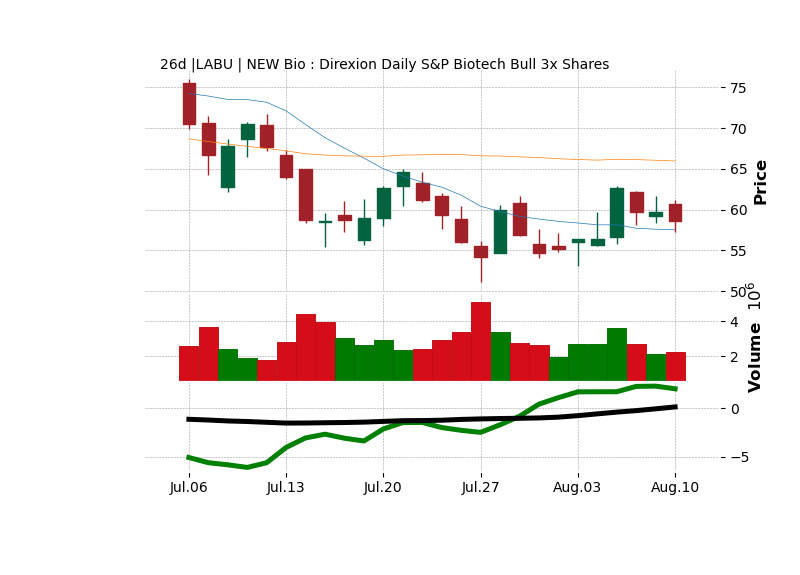 26d |LABU | NEW Bio : Direxion Daily S&P Biotech Bull 3x Shares
75
70
65
60
55
50
Price
10^6
4
2
Volume
0
−5
Jul.06 Jul.13 Jul.20 Jul.27 Aug.03 Aug.10